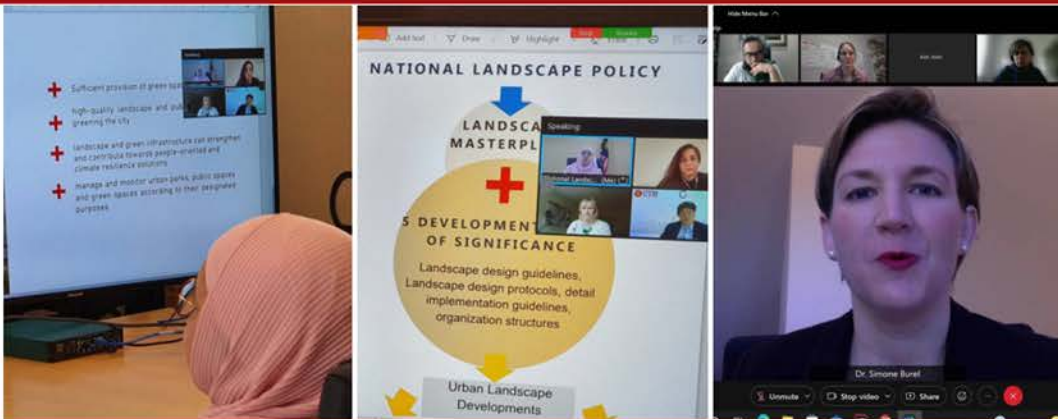 Sufficient provision of green spac
high-quality landscape and pub
greening the city
landscape and green infrastructure can strengthen
and contribute towards people-oriented and
climate resilience solutions
manage and monitor urban parks, public spaces
and green spaces according to their designated
purposes.
Add text Draw Highlight Erase
NATIONAL LANDSCAPE POLICY
LANDSCA
MASTERPL
Speaking:
5 DEVELOPMENT
OF SIGNIFICANCE
Landscape design guidelines,
Landscape design protocols, detail
implementation guidelines,
organization structures
Urban Landscape
Developments
Hide Menu Bar
Dr. Simone Burel
Unmute Stop video Share